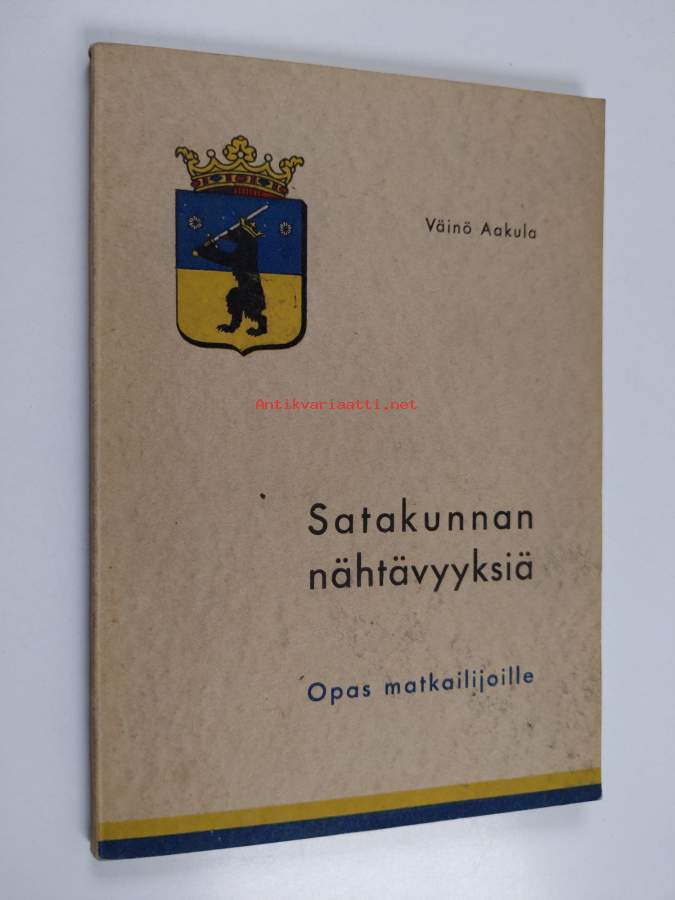 Väinö Aakula
Antikvariaatti.net
Satakunnan
nähtävyyksiä
Opas matkailijoille